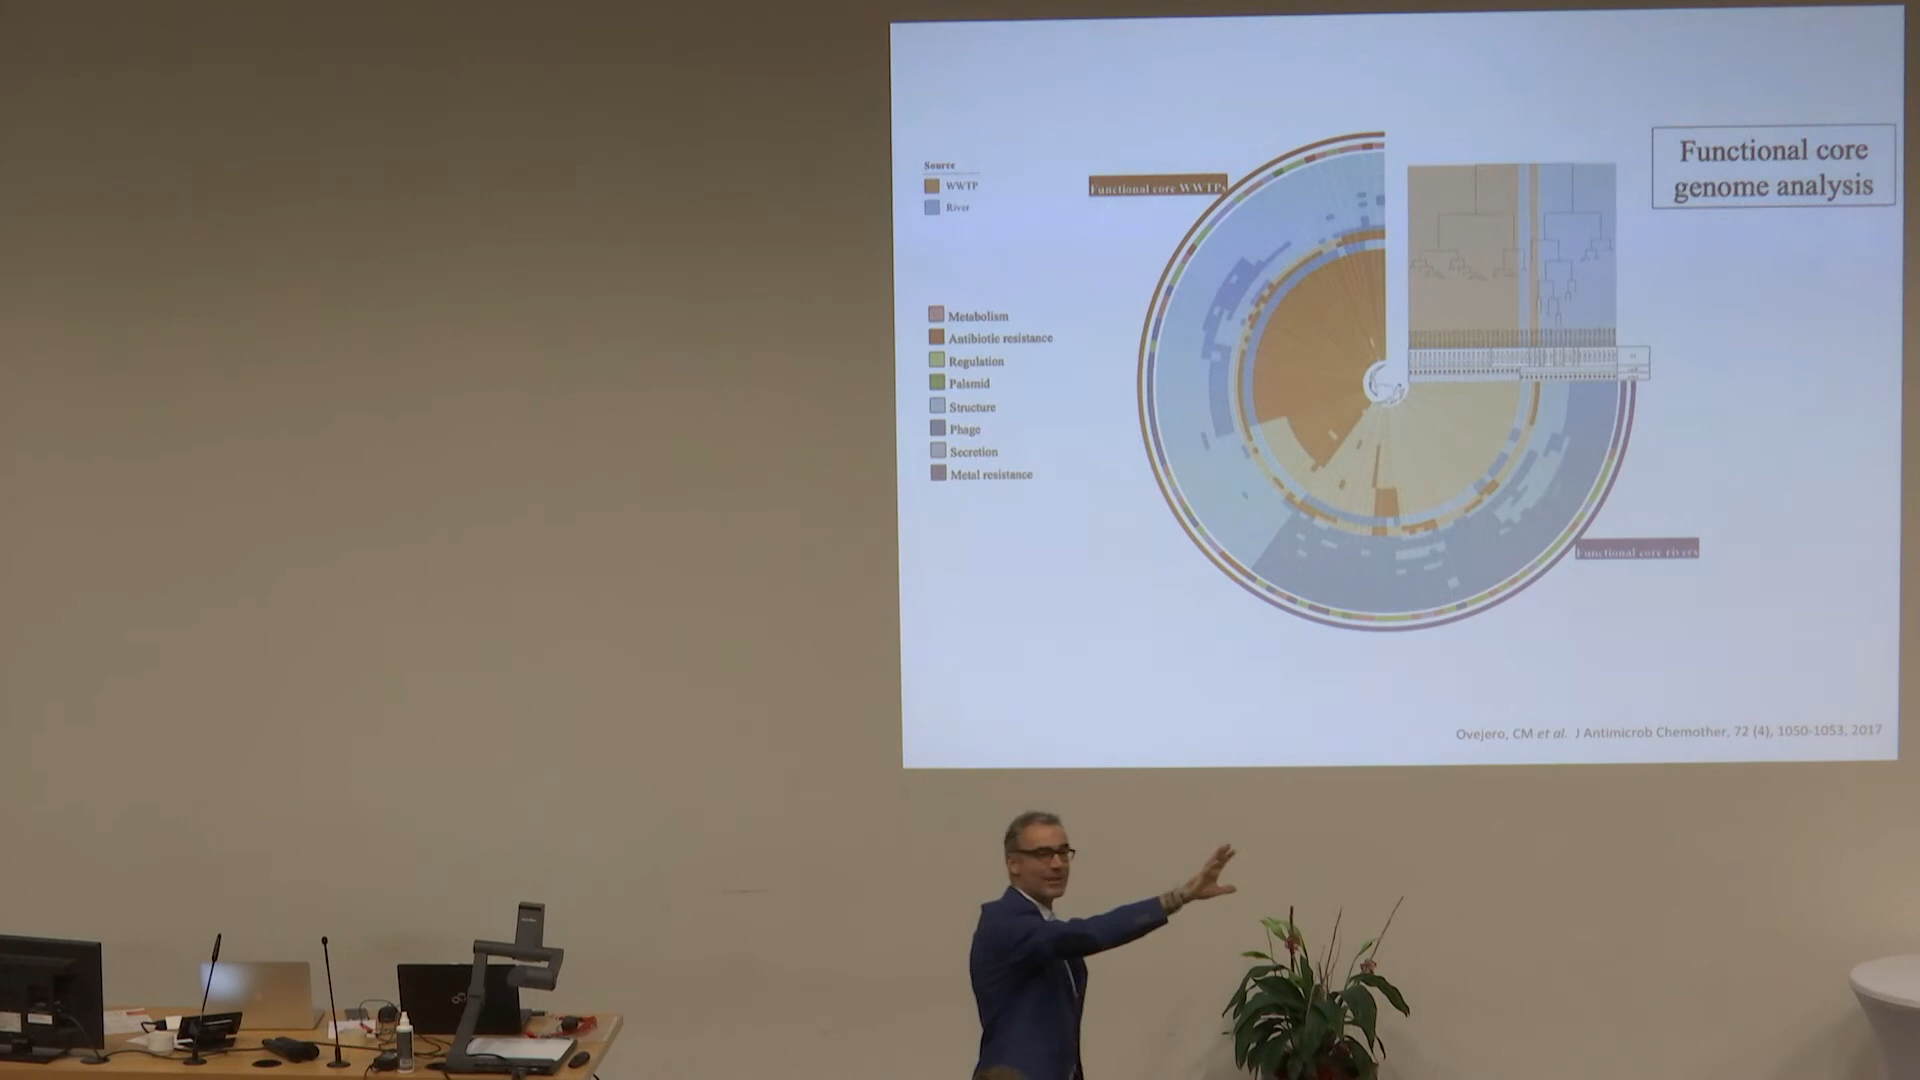 Functional core
genome analysis
Source
WWTP
River
Functional core WWTPs
Metabolism
Antibiotic resistance
Regulation
Palsmid
Structure
Phage
Secretion
Metal resistance
Functional core rivers
Ovejero, CM et al. J Antimicrob Chemother, 72 (4), 1050-1053, 2017